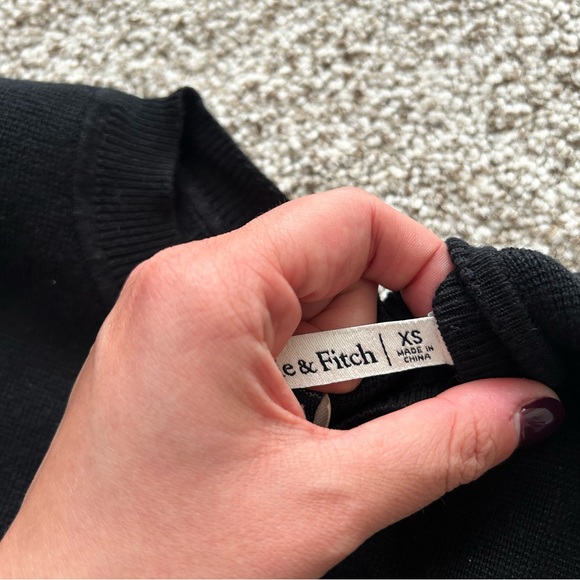 e & Fitch | XS
MADE IN
CHINA